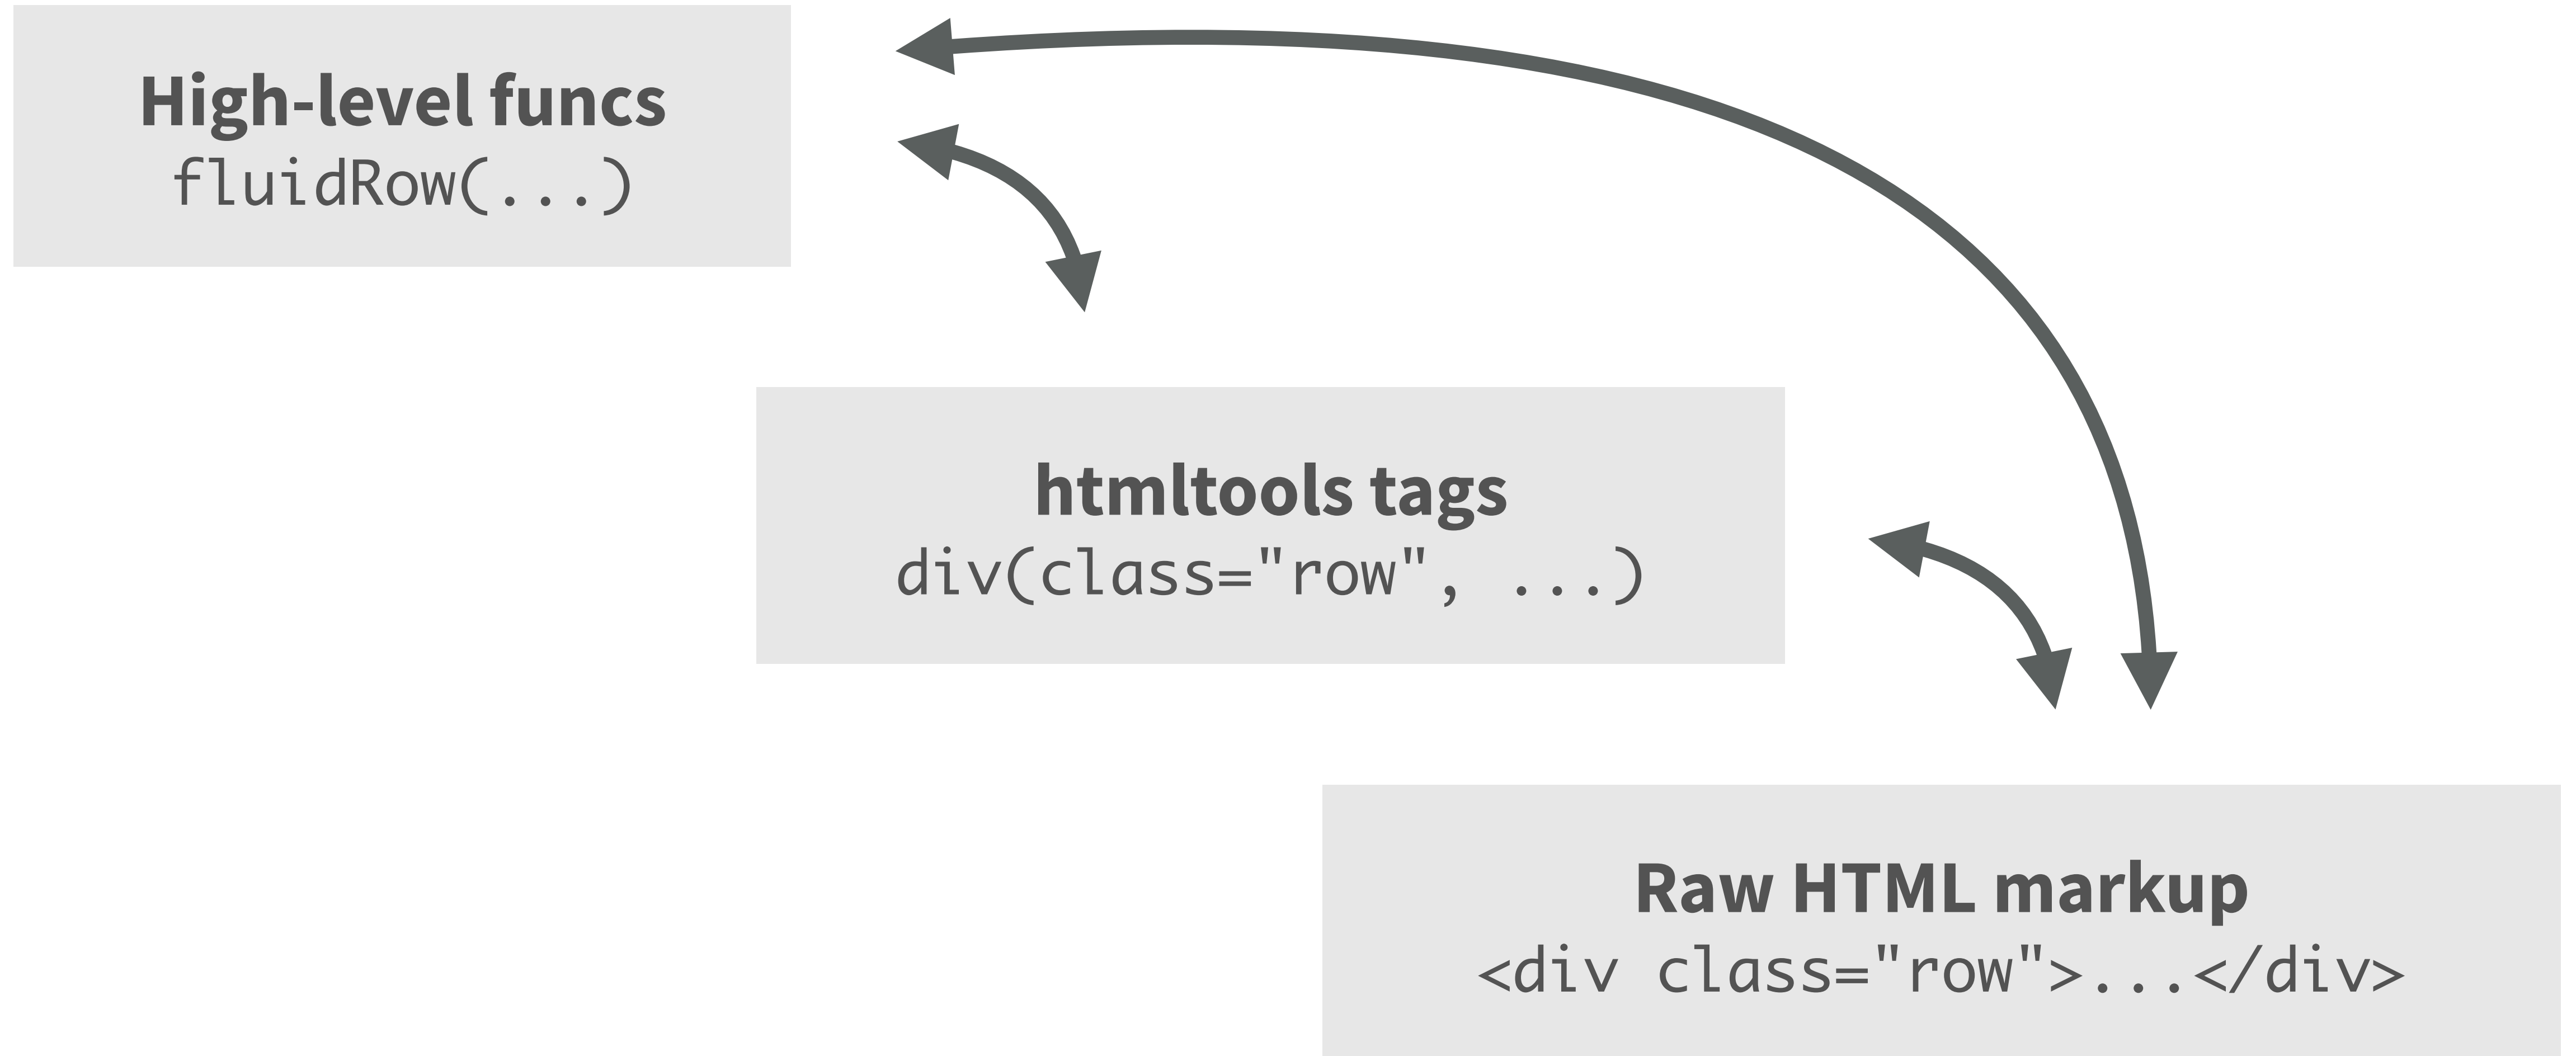 High-level funcs
fluidRow(...)
htmltools tags
div(class="row", ...)
Raw HTML markup
<div class="row">...</div>